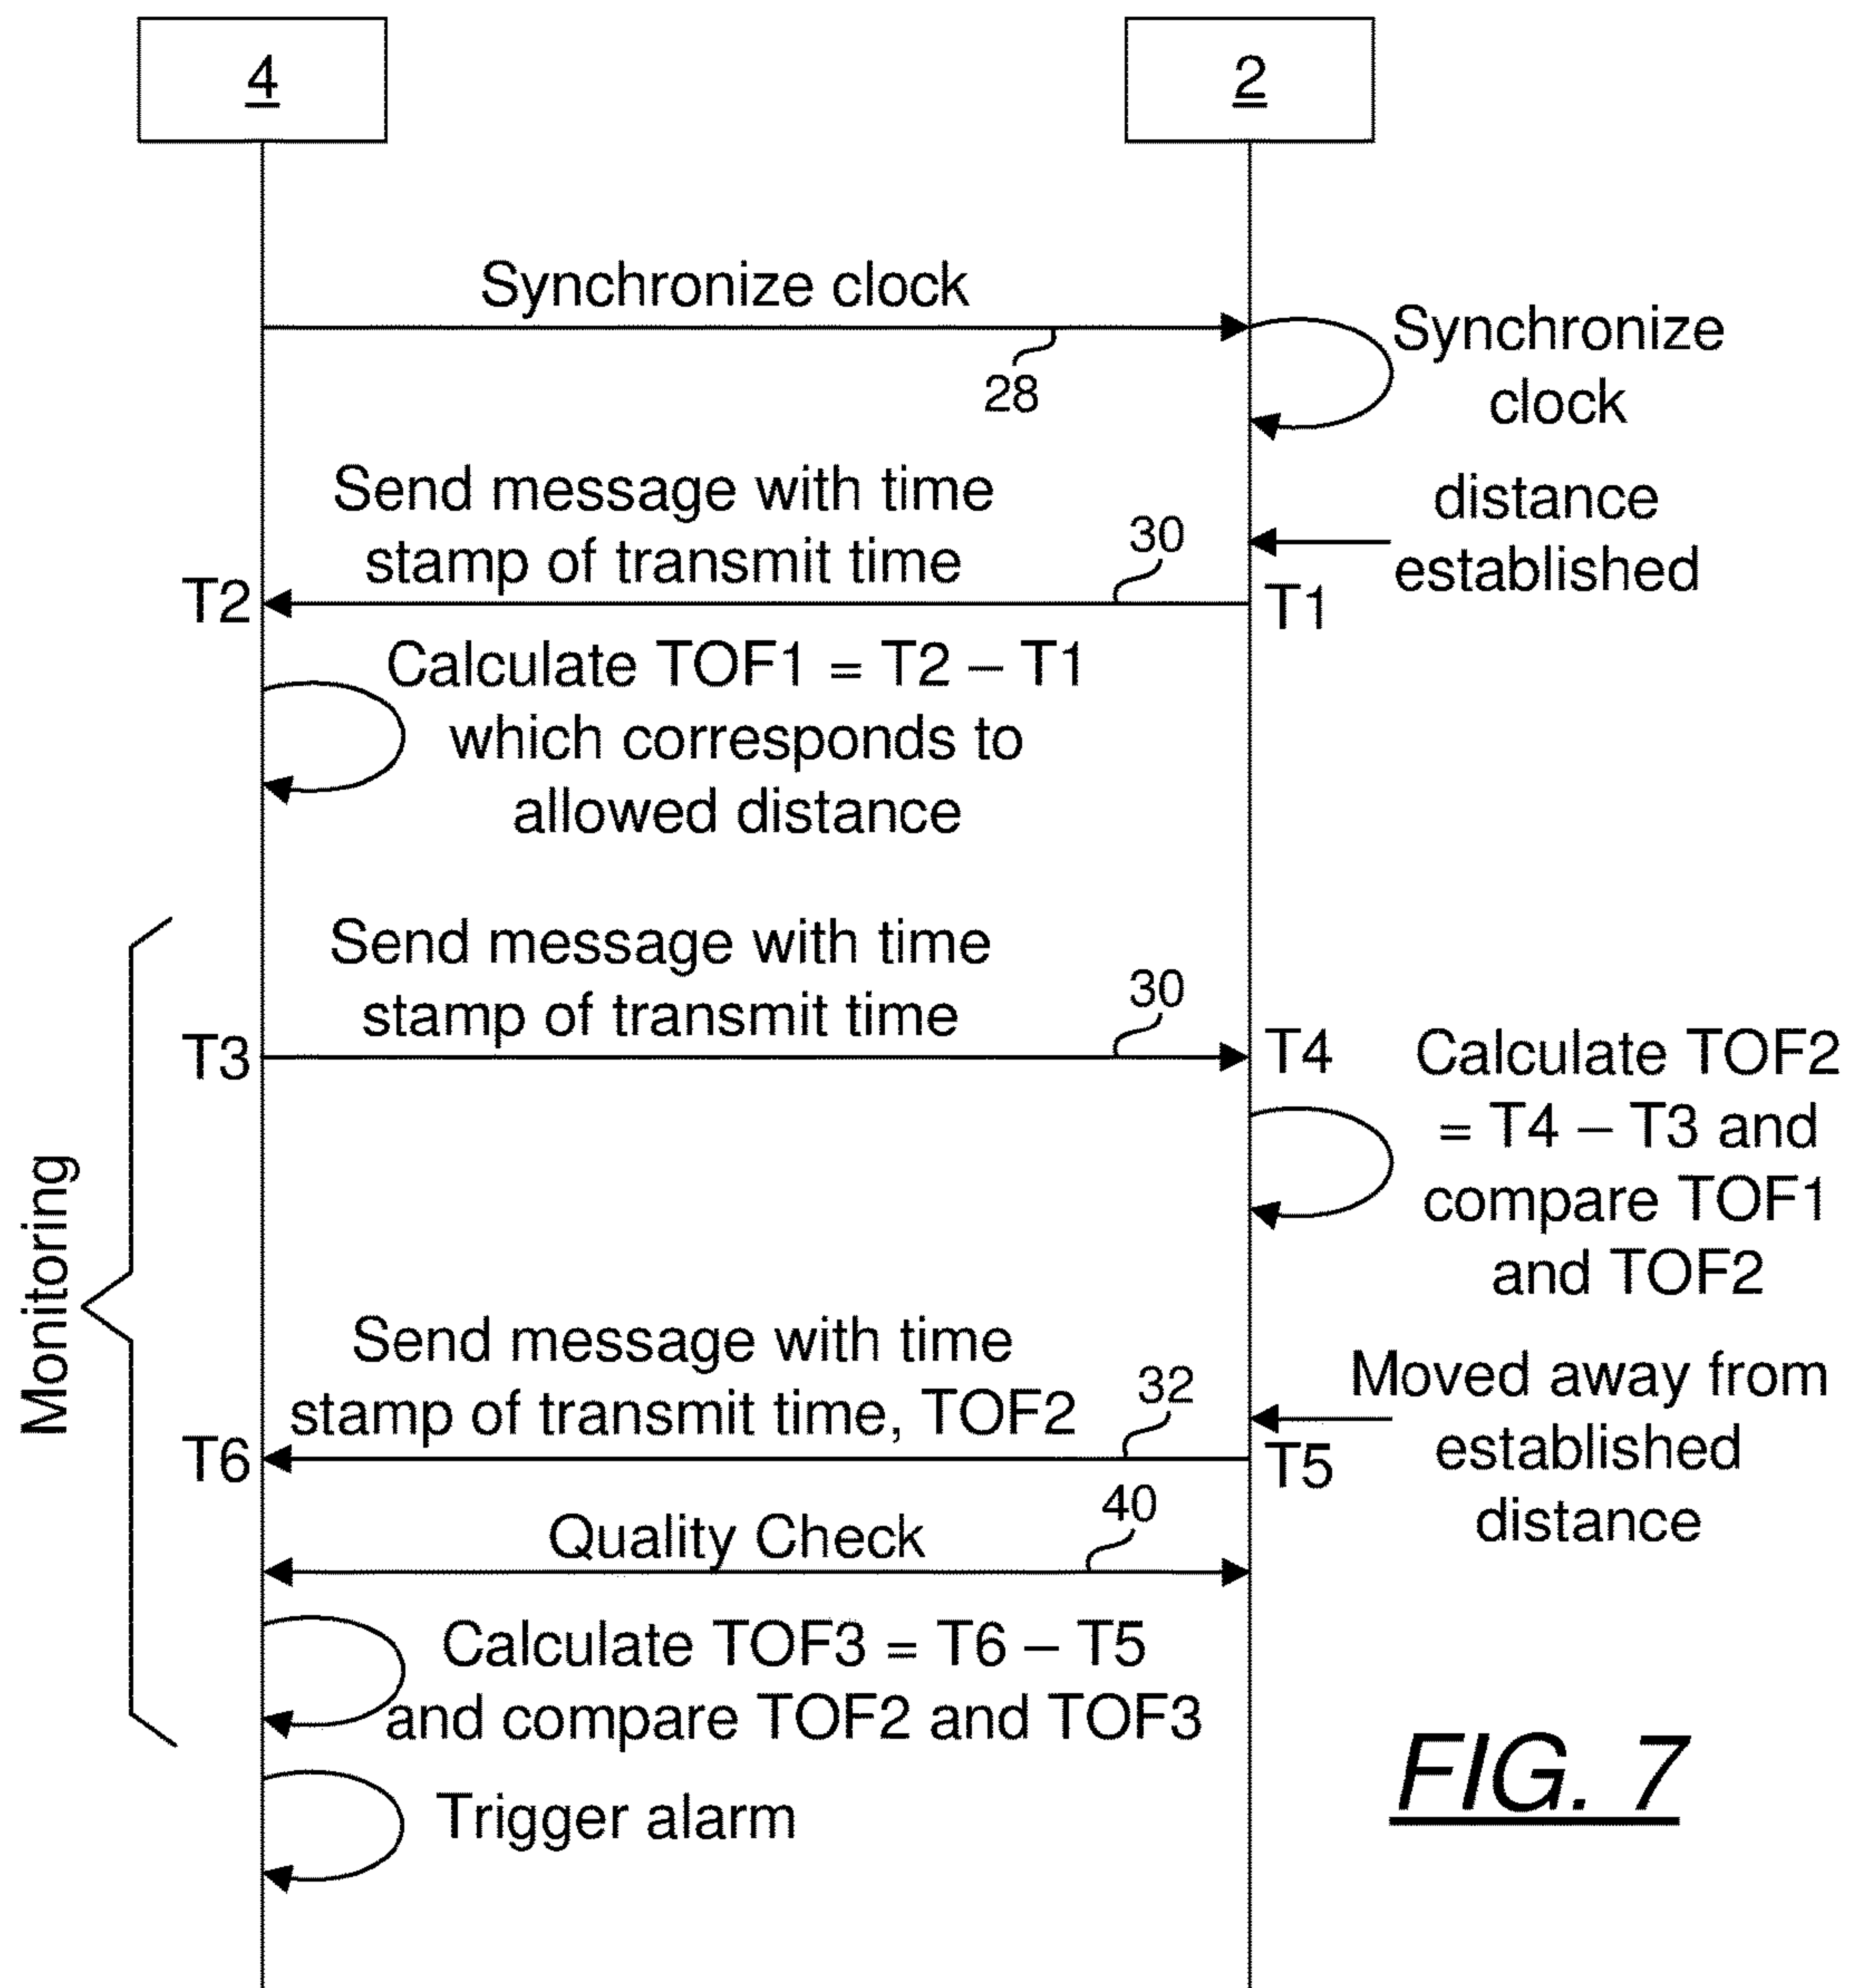 4
2
Synchronize clock
28
Synchronize
clock
distance
established
Send message with time
stamp of transmit time
30
T2
T1
Calculate TOF1 = T2 – T1
which corresponds to
allowed distance
Monitoring
Send message with time
stamp of transmit time
30
T3
T4
Calculate TOF2
= T4 – T3 and
compare TOF1
and TOF2
Send message with time
stamp of transmit time, TOF2
32
T6
T5
Moved away from
established
distance
Quality Check
40
Calculate TOF3 = T6 – T5
and compare TOF2 and TOF3
Trigger alarm
FIG. 7